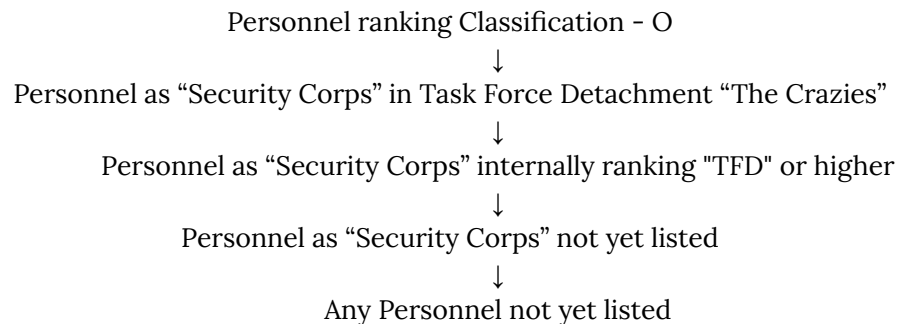 Personnel ranking Classification - O
↓
Personnel as “Security Corps” in Task Force Detachment “The Crazies”
↓
Personnel as “Security Corps” internally ranking "TFD" or higher
↓
Personnel as “Security Corps” not yet listed
↓
Any Personnel not yet listed